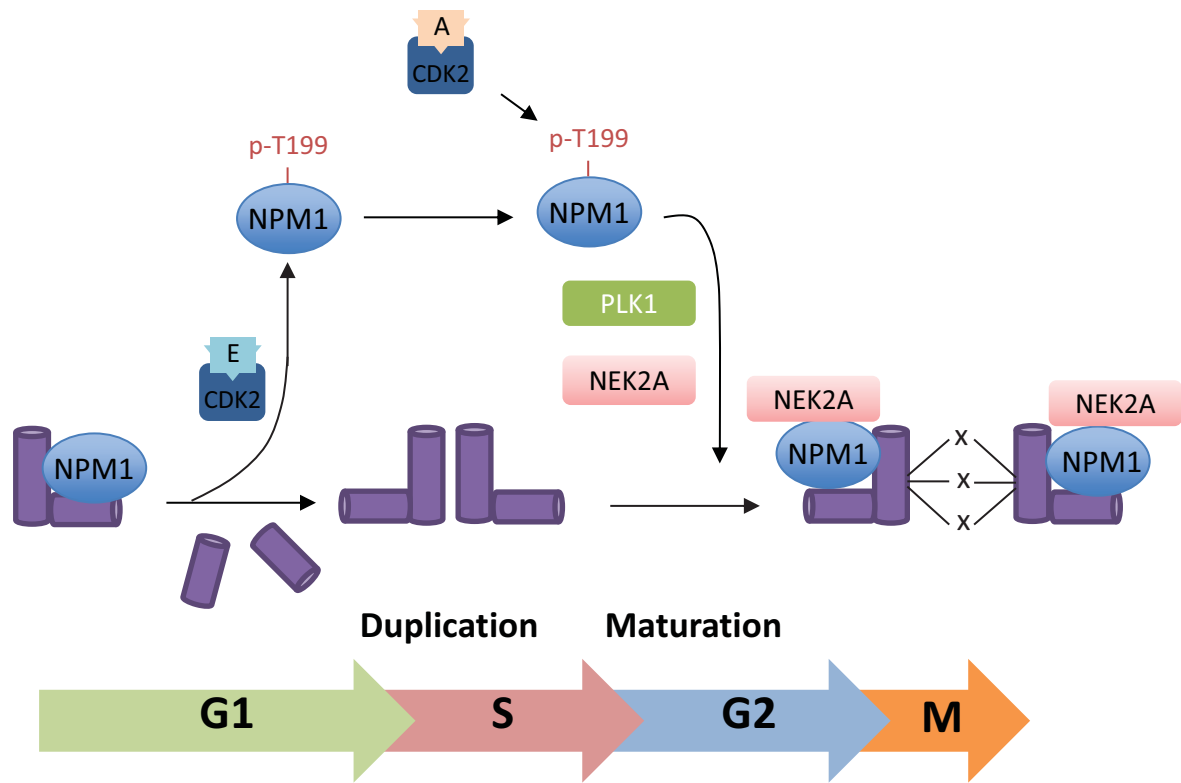 A
CDK2
p-T199
p-T199
NPM1
NPM1
PLK1
E
CDK2
NEK2A
NEK2A
NEK2A
NPM1
NPM1
NPM1
X
X
X
Duplication
Maturation
G1
S
G2
M